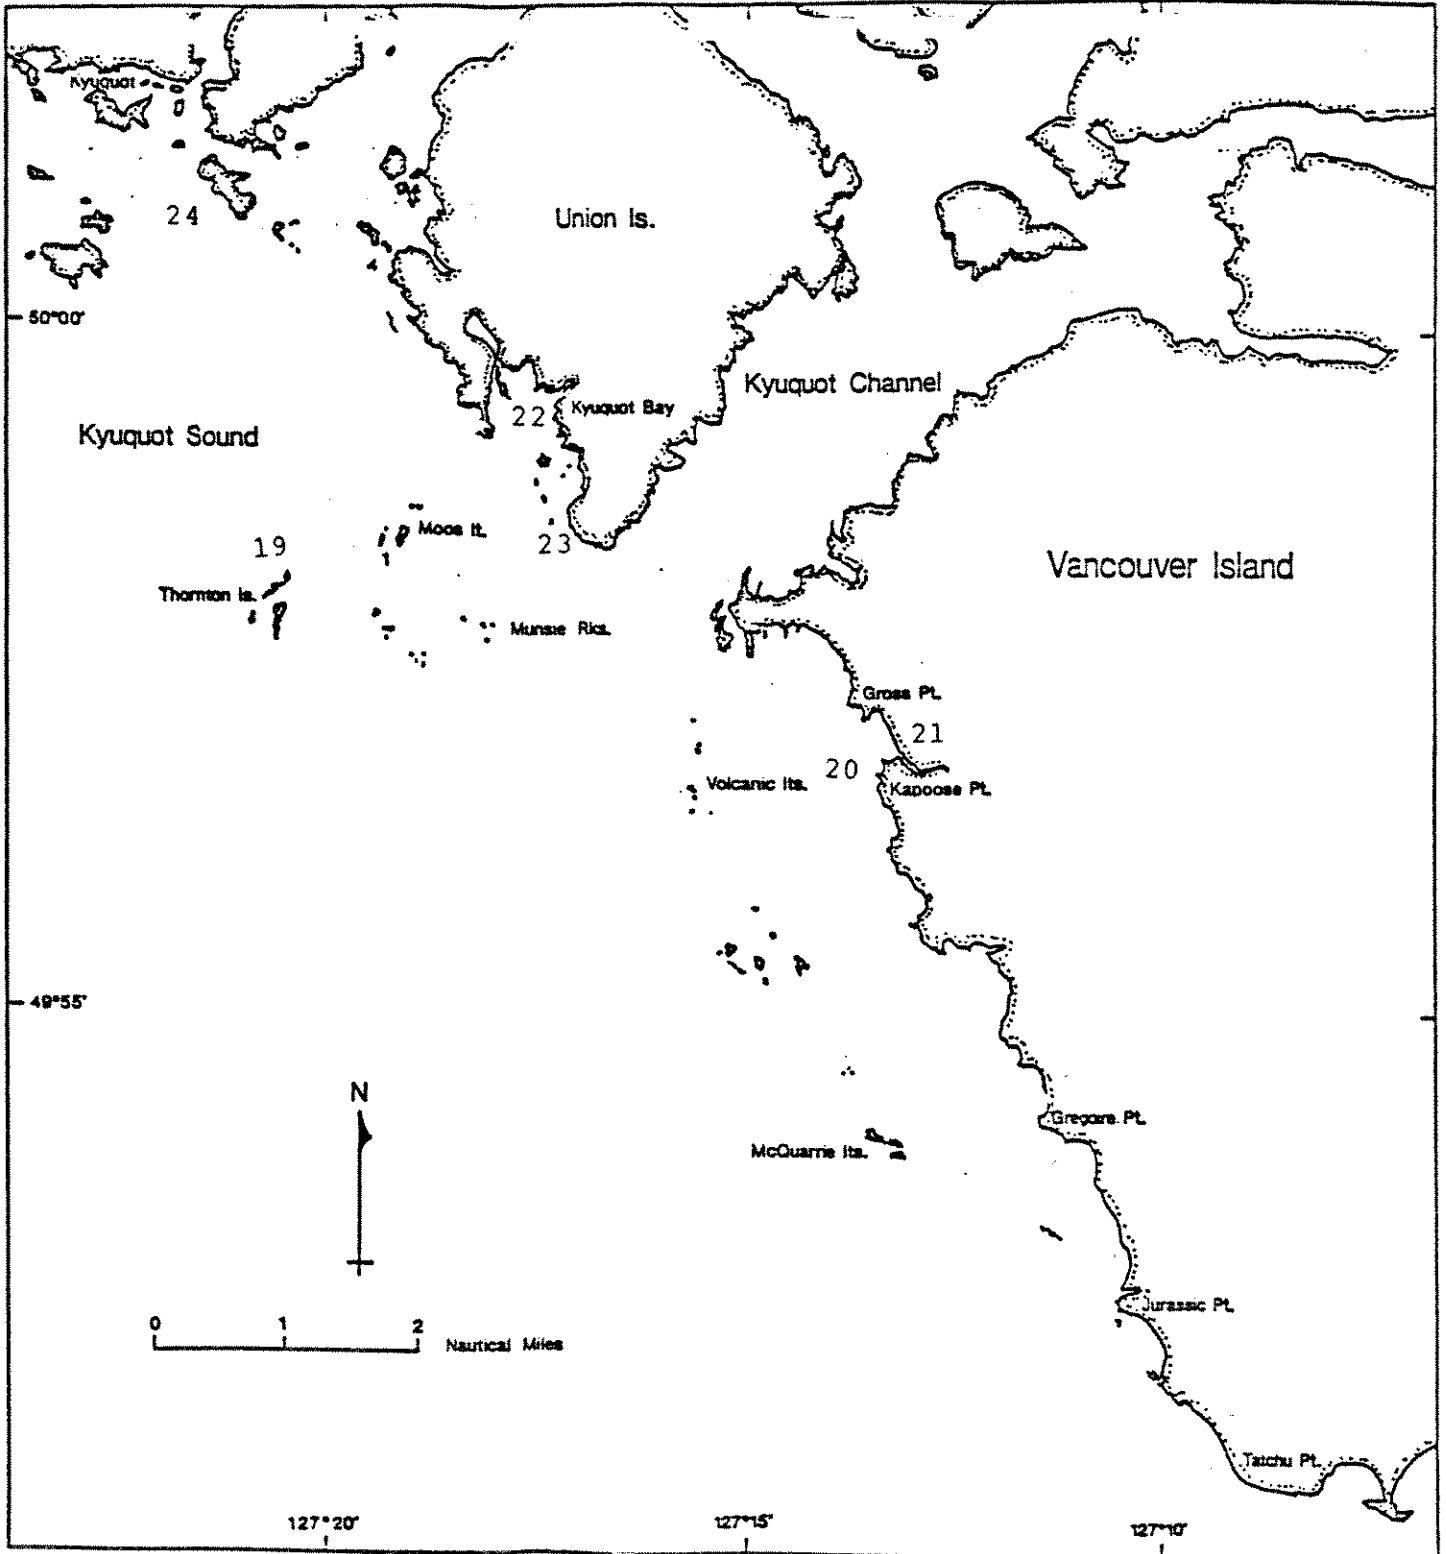 Kyuquot
24
Union Is.
50°00'
Kyuquot Channel
22
Kyuquot Bay
Kyuquot Sound
19
Moos It.
23
Vancouver Island
Thornton Is.
Munsie Rks.
Gross Pt.
21
20
Volcanic Its.
Kapoose Pt.
49°55'
N
Gregoire Pt.
McQuarrie Its.
Jurassic Pt.
0 1 2
Nautical Miles
Tatchu Pt.
127°20'
127°15'
127°10'